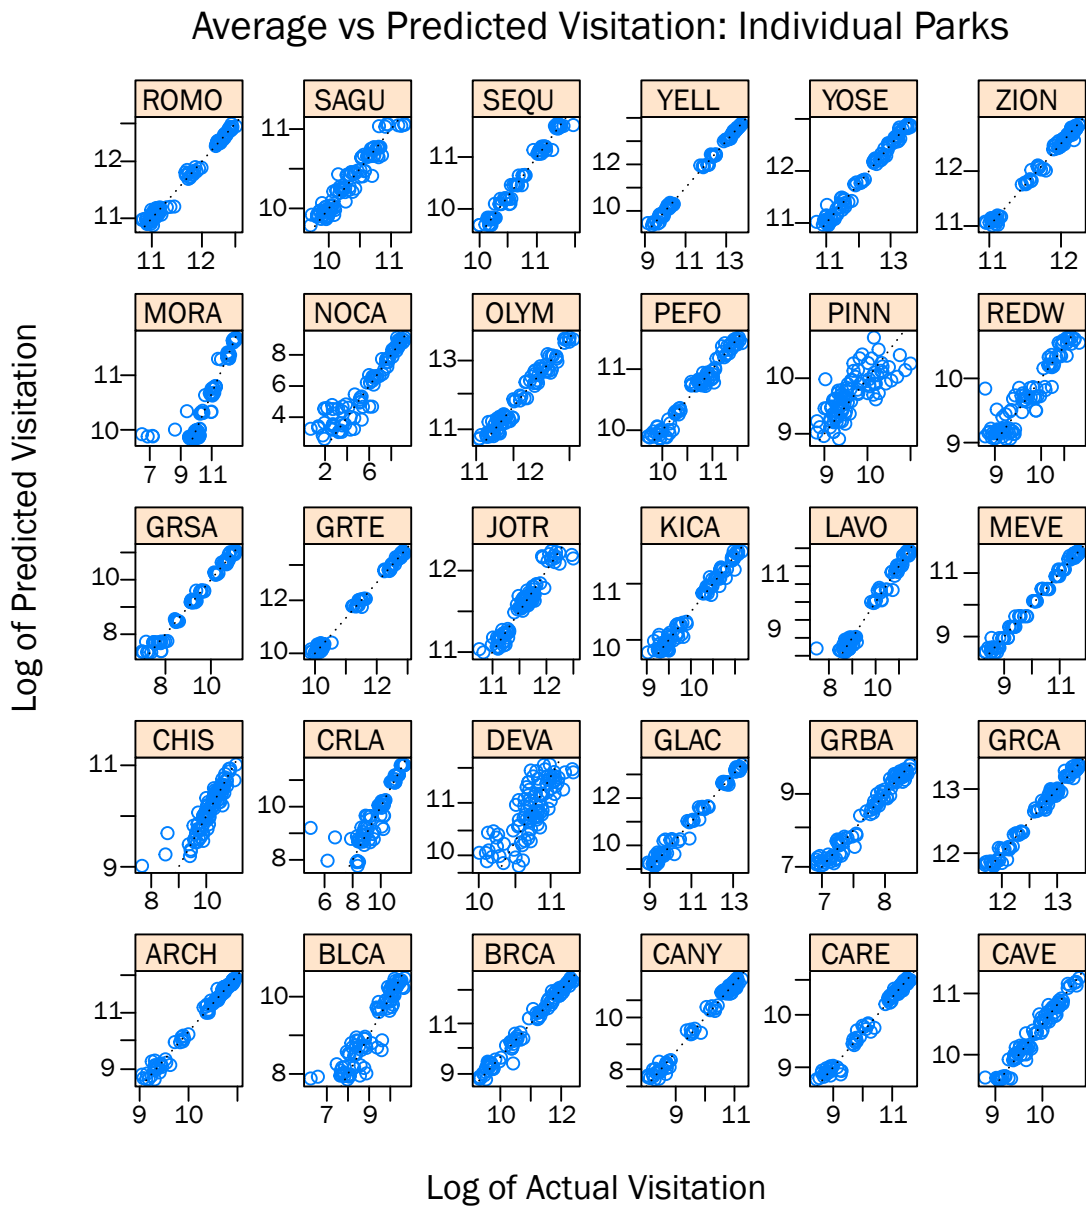 Average vs Predicted Visitation: Individual Parks
ROMO SAGU SEQU YELL YOSE ZION
12 11 11 12 12 12
11 10 10 10 11 11
11 12 10 11 10 11 9 11 13 11 13 11 12
MORA NOCA OLYM PEFO PINN REDW
11 8 13 11 10 10
6
10 4 11 10 9 9
7 9 11 2 6 11 12 10 11 9 10 9 10
GRSA GRTE JOTR KICA LAVO MEVE
10 12 12 11 11 11
8 10 11 10 9 9
8 10 10 12 11 12 9 10 8 10 9 11
CHIS CRLA DEVA GLAC GRBA GRCA
11 10 11 12 9 13
9 8 10 10 7 12
8 10 6 8 10 10 11 9 11 13 7 8 12 13
ARCH BLCA BRCA CANY CARE CAVE
11 10 11 10 10 11
9 8 9 8 9 10
9 10 7 9 10 12 9 11 9 11 9 10
Log of Predicted Visitation
Log of Actual Visitation